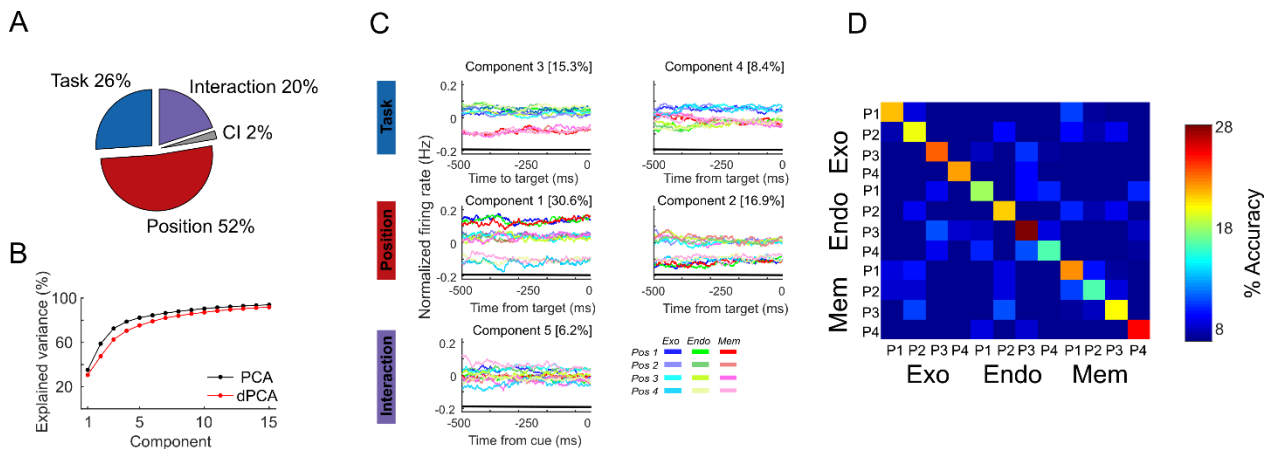 A
Task 26%
Interaction 20%
CI 2%
Position 52%
B
Explained variance (%)
100
60
20
1
5
10
15
Component
PCA
dPCA
C
Task
Position
Interaction
Normalized firing rate (Hz)
Component 3 [15.3%]
0.2
0
-0.2
-500
-250
0
Time to target (ms)
Component 4 [8.4%]
-500
-250
0
Time from target (ms)
Component 1 [30.6%]
0.2
0
-0.2
-500
-250
0
Time from target (ms)
Component 2 [16.9%]
-500
-250
0
Time from target (ms)
Component 5 [6.2%]
0.2
0
-0.2
-500
-250
0
Time from cue (ms)
Exo Endo Mem
Pos 1
Pos 2
Pos 3
Pos 4
D
Exo
Endo
Mem
P1
P2
P3
P4
P1
P2
P3
P4
P1
P2
P3
P4
P1 P2 P3 P4 P1 P2 P3 P4 P1 P2 P3 P4
Exo Endo Mem
28
18
8
% Accuracy